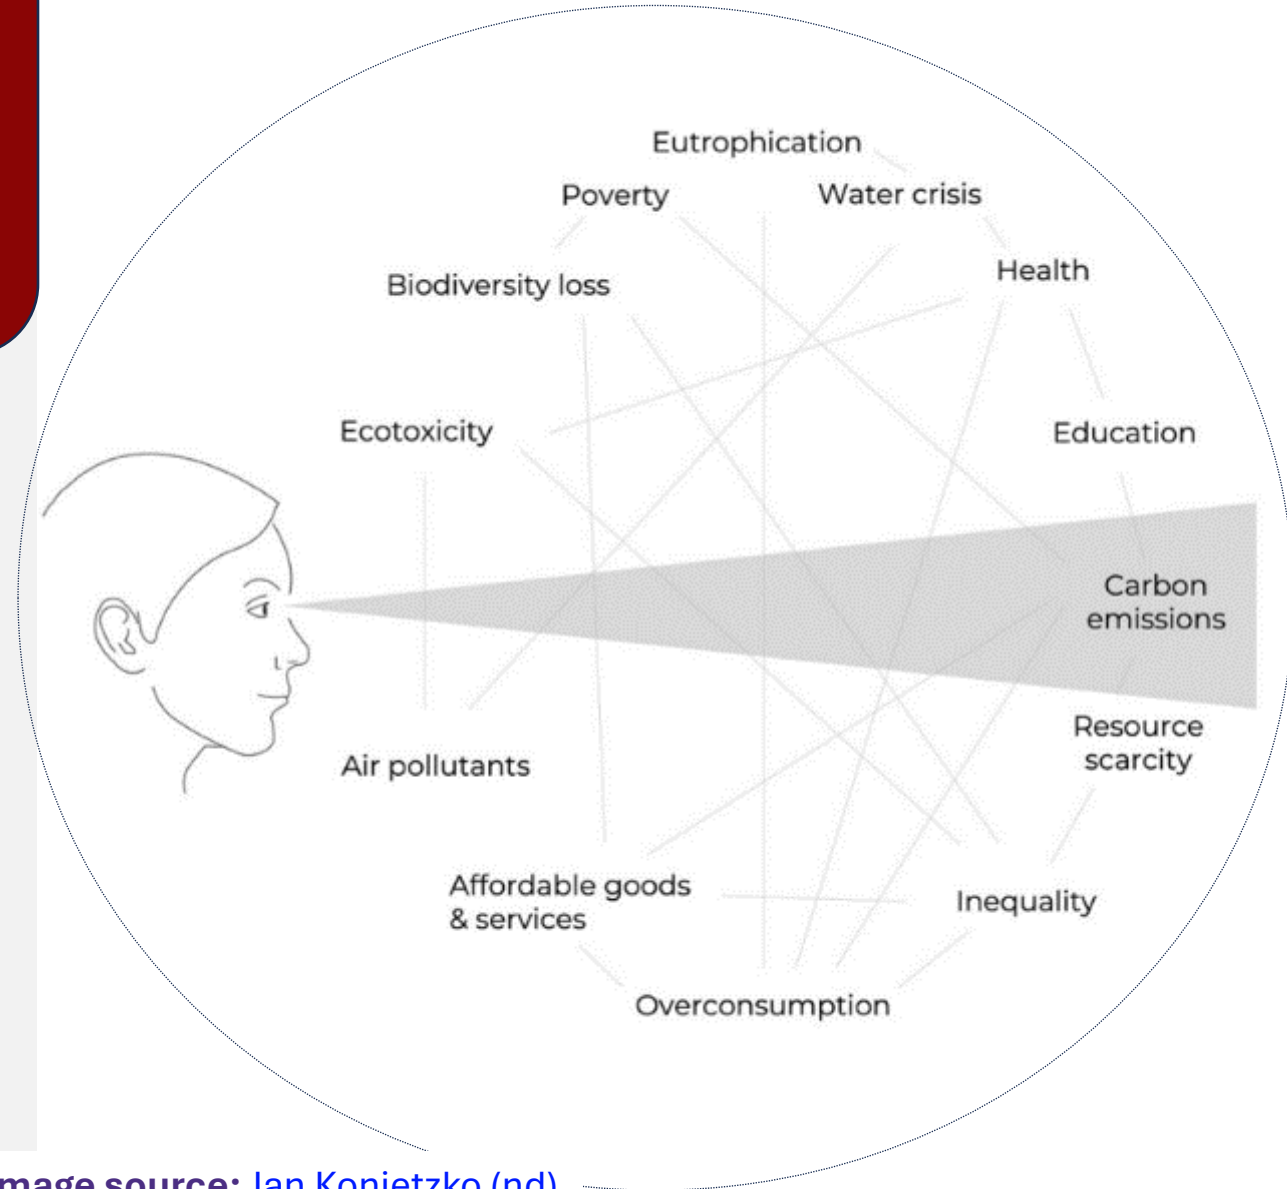 Eutrophication
Poverty
Water crisis
Biodiversity loss
Health
Ecotoxicity
Education
Carbon
emissions
Resource
scarcity
Air pollutants
Affordable goods
& services
Inequality
Overconsumption
mage source: Jan Konietzko (nd)